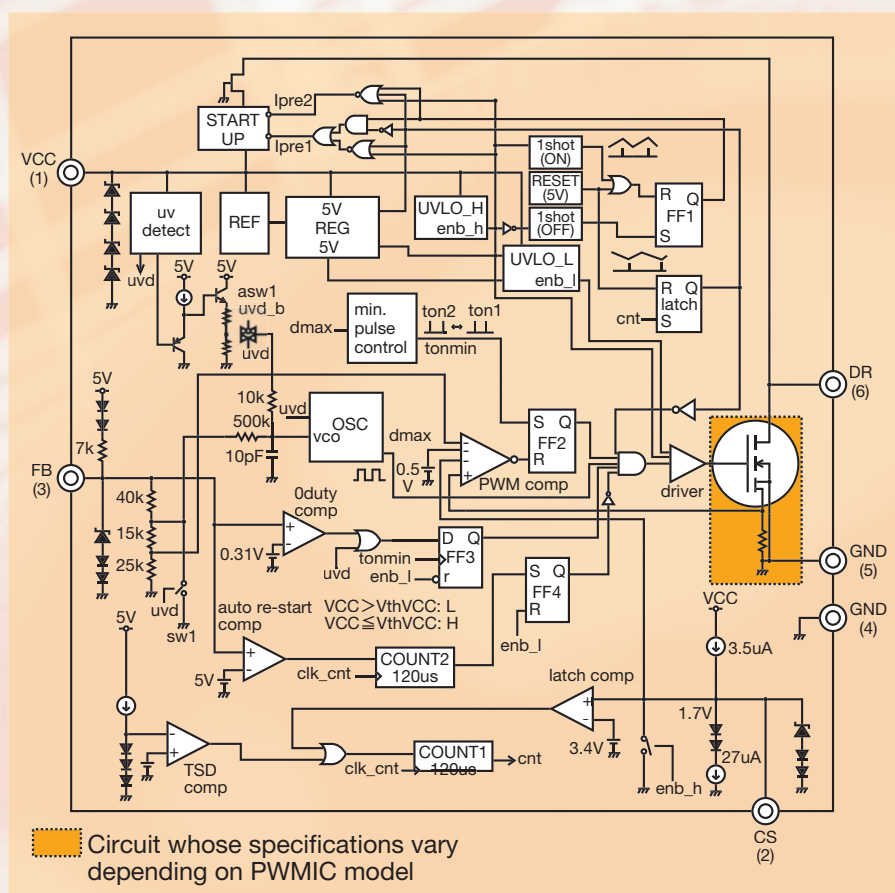 Ipre2
START
UP
Ipre1
VCC
(1)
1shot
(ON)
RESET
(5V)
R Q
FF1
S
uv
detect
REF
5V
REG
5V
UVLO_H
enb_h
1shot
(OFF)
UVLO_L
enb_l
R Q
latch
S
cnt
uvd
5V
5V
asw1
uvd_b
uvd
dmax
min.
pulse
control
ton2
ton1
tonmin
DR
(6)
5V
7k
FB
(3)
10k
500k
10pF
uvd
OSC
vco
dmax
0.5
V
-
-
-
+
PWM comp
S Q
FF2
R
driver
40k
15k
25k
0duty
comp
+
-
0.31V
uvd
tonmin
enb_l
D Q
FF3
r
S Q
FF4
R
enb_l
GND
(5)
GND
(4)
uvd
sw1
5V
auto re-start
comp
VCC>VthVCC: L
VCC≦VthVCC: H
+
-
5V
clk_cnt
COUNT2
120us
VCC
3.5uA
1.7V
27uA
latch comp
+
-
3.4V
enb_h
-
+
TSD
comp
clk_cnt
COUNT1
120us
cnt
CS
(2)
Circuit whose specifications vary
depending on PWMIC model